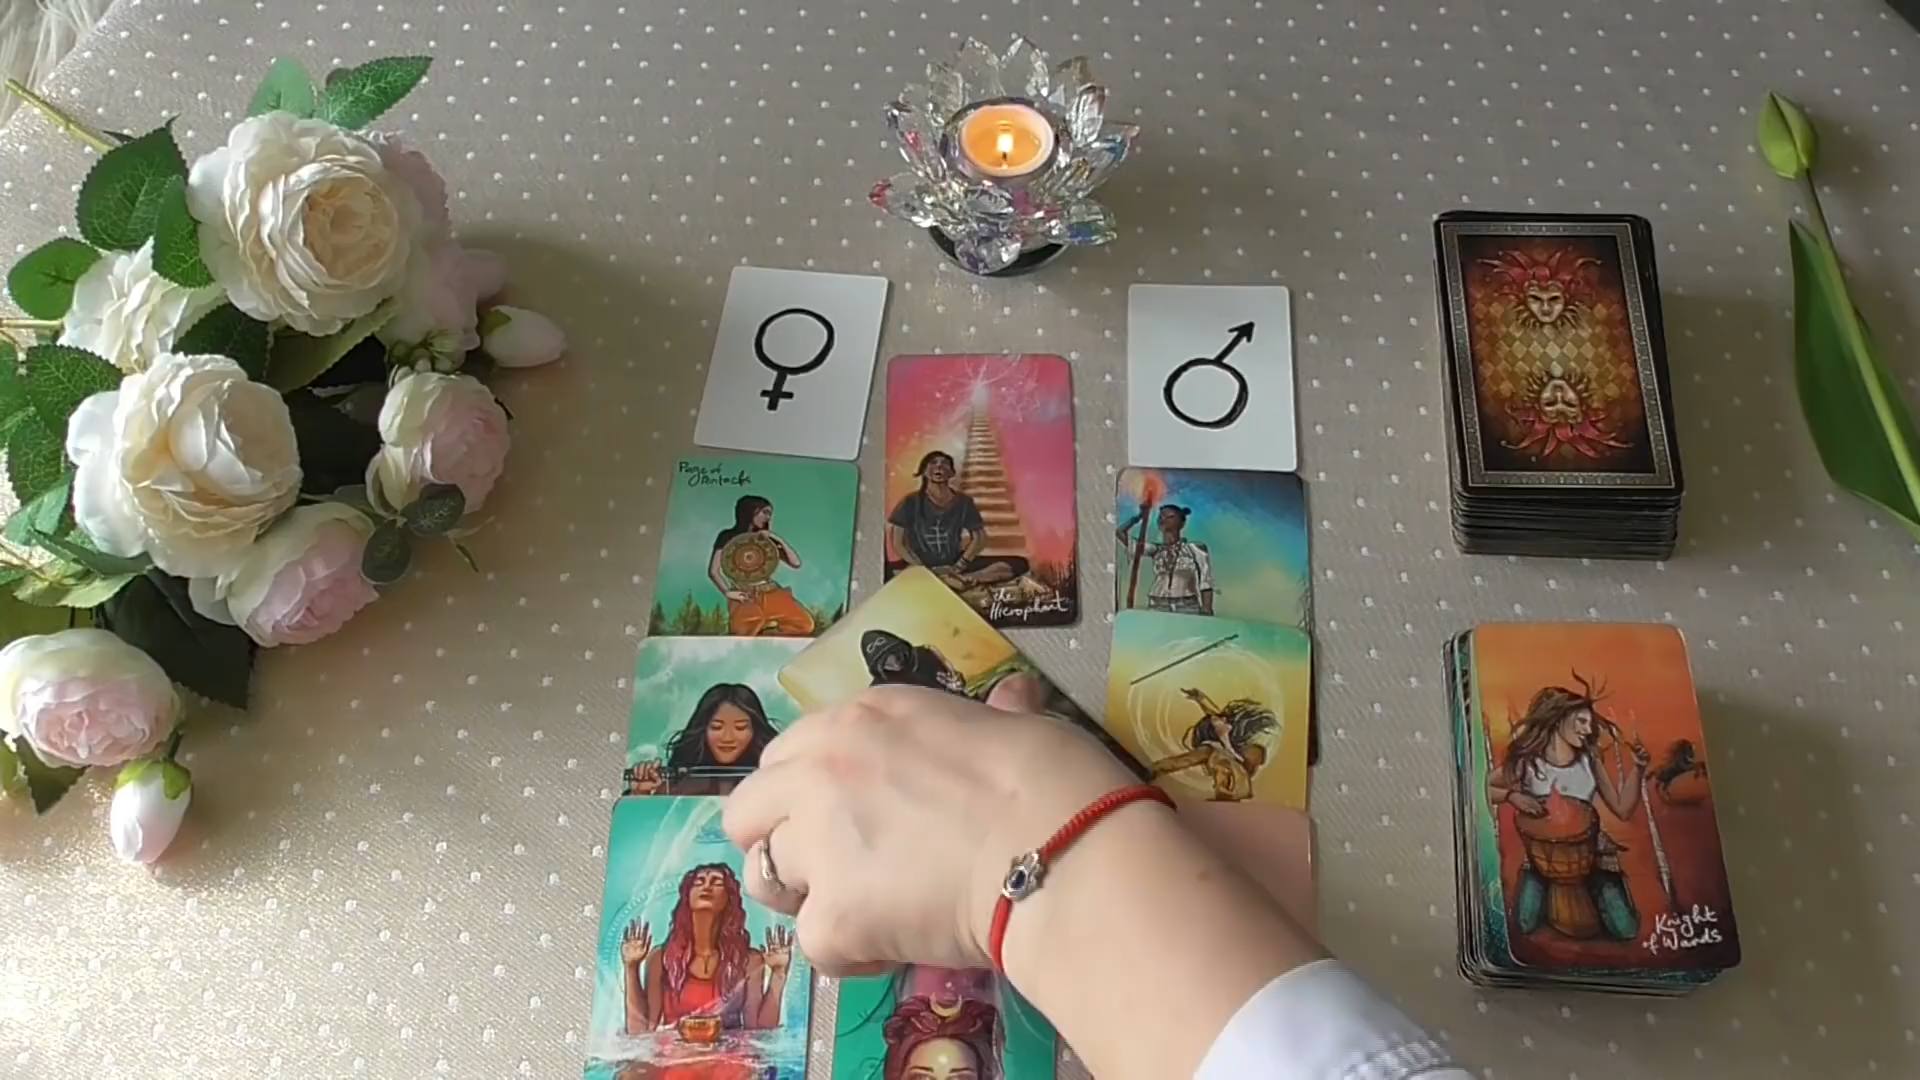 Page of
Pentacles
the
Hierophant
Knight
of Wands